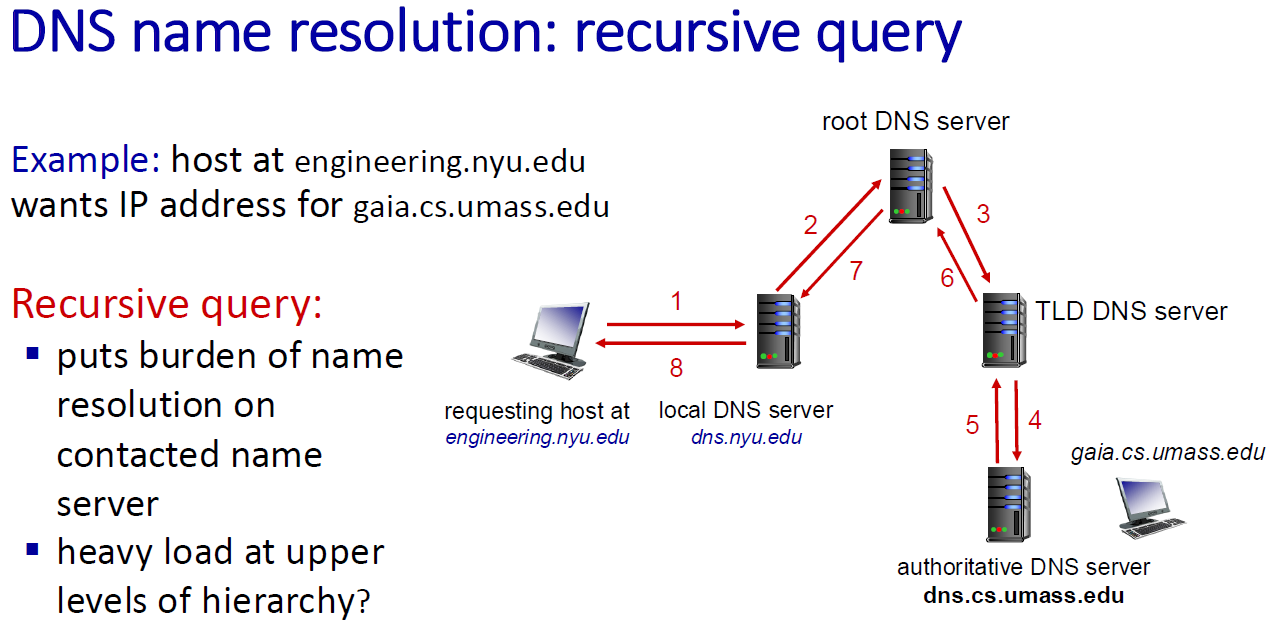 DNS name resolution: recursive query
Example: host at engineering.nyu.edu
wants IP address for gaia.cs.umass.edu
Recursive query:
▪ puts burden of name
resolution on
contacted name
server
▪ heavy load at upper
levels of hierarchy?
root DNS server
2
3
7
6
1
8
TLD DNS server
requesting host at
engineering.nyu.edu
local DNS server
dns.nyu.edu
5
4
gaia.cs.umass.edu
authoritative DNS server
dns.cs.umass.edu